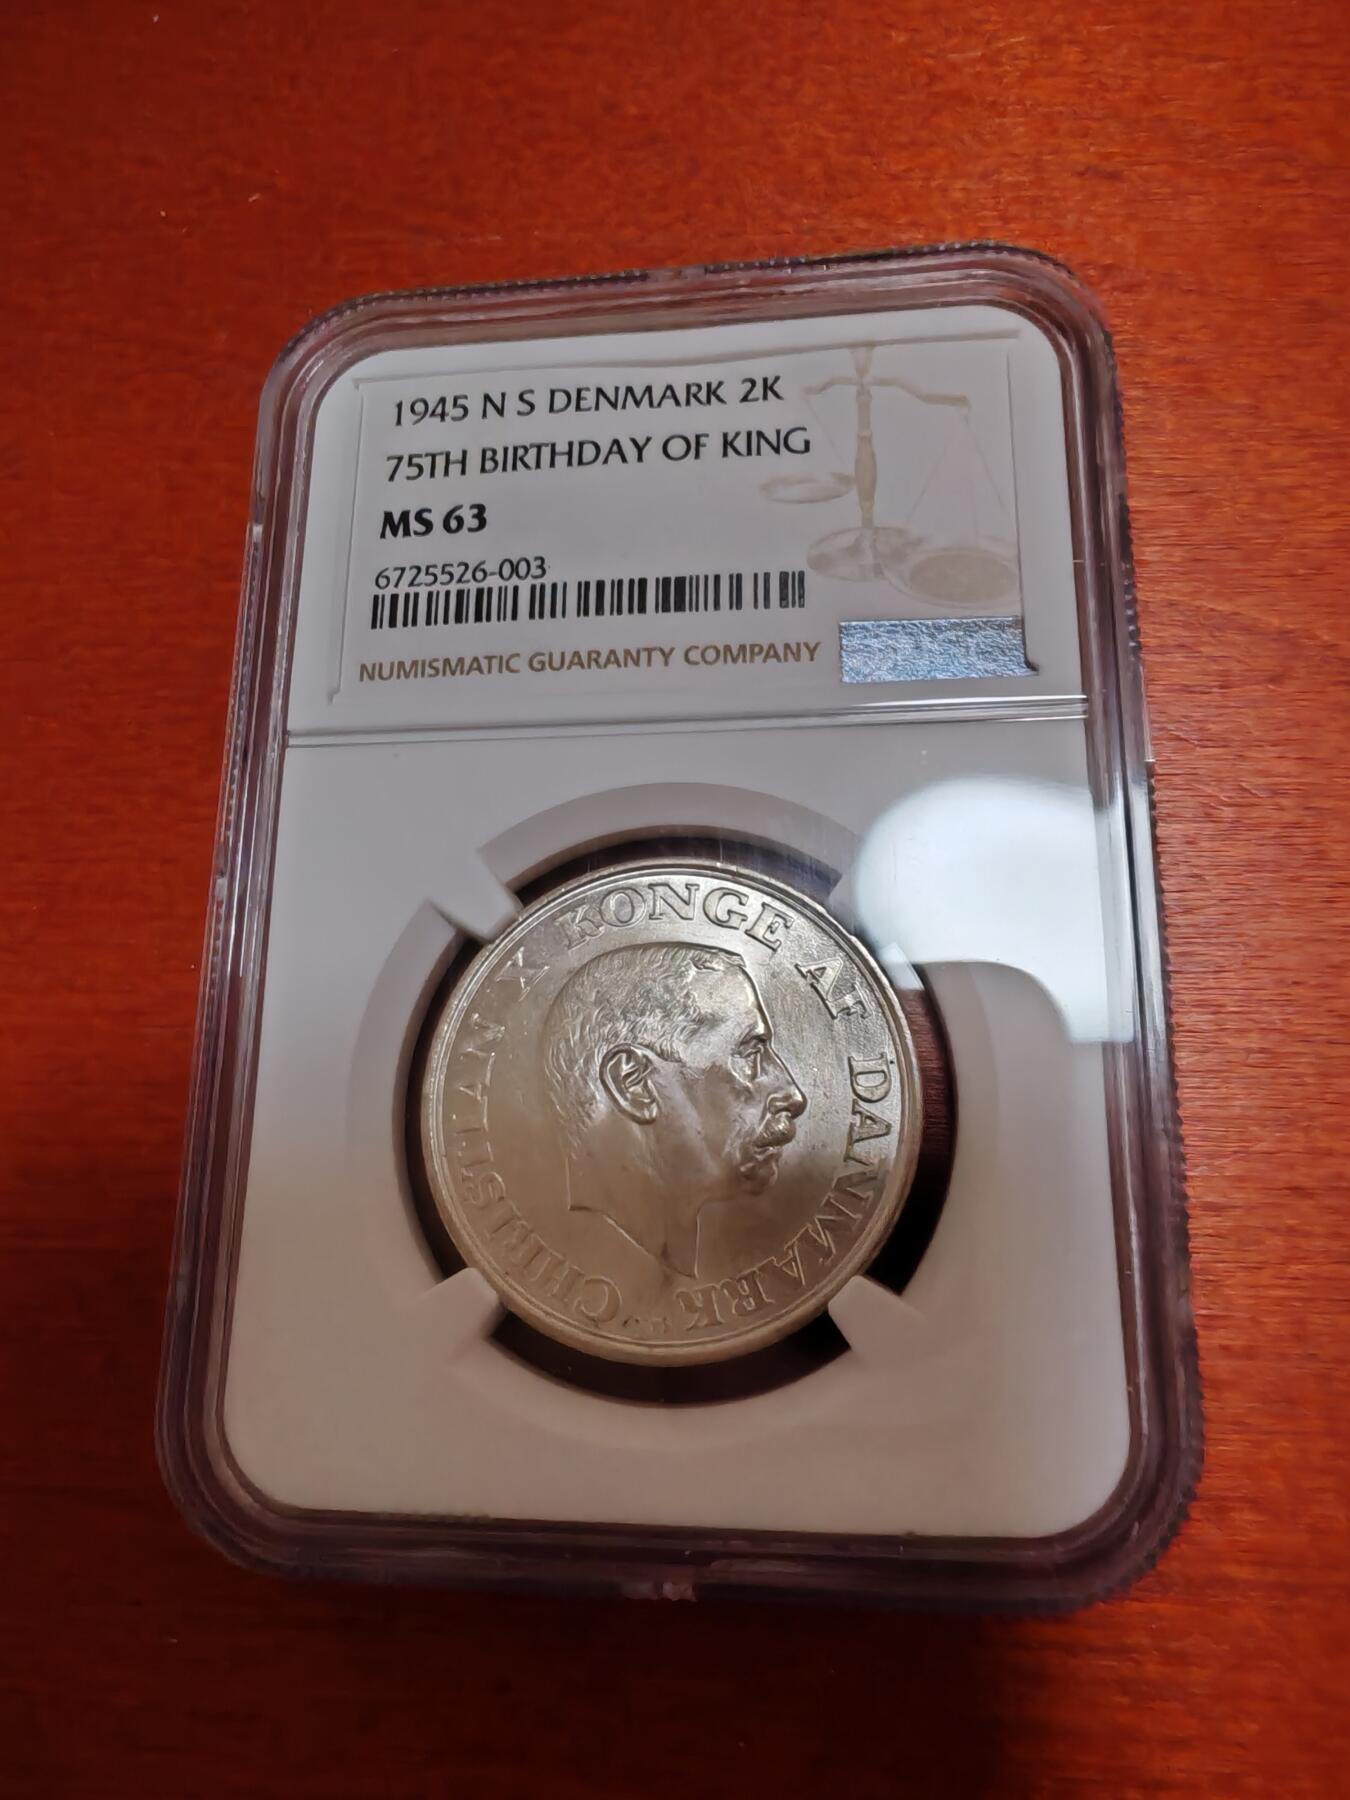 1945 N S DENMARK 2K
75TH BIRTHDAY OF KING
MS 63
6725526-003
NUMISMATIC GUARANTY COMPANY
CHRISTIAN X KONGE AF DANMARK